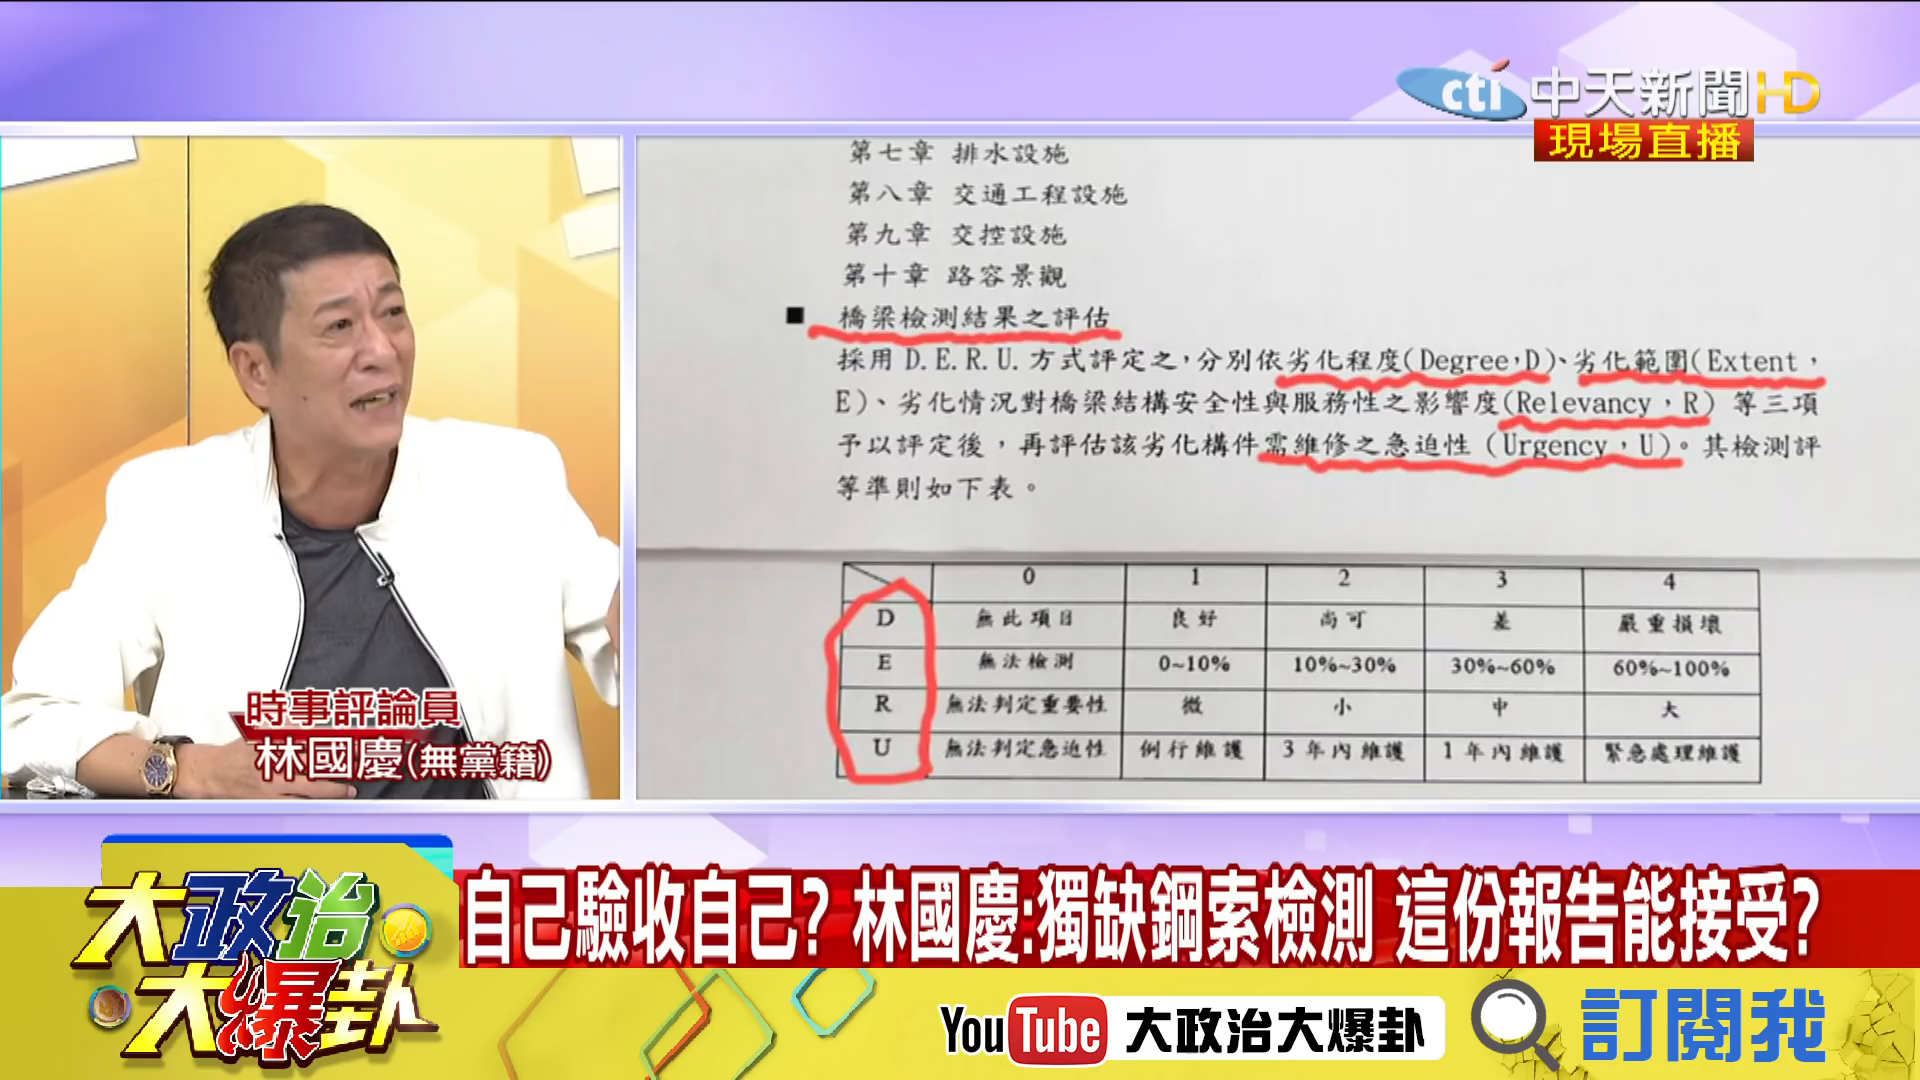 cti 中天新聞HD
現場直播
第七章 排水設施
第八章 交通工程設施
第九章 交控設施
第十章 路容景觀
■ 橋梁檢測結果之評估
採用 D.E.R.U.方式評定之,分別依劣化程度(Degree,D)、劣化範圍(Extent,
E)、劣化情況對橋梁結構安全性與服務性之影響度(Relevancy,R) 等三項
予以評定後,再評估該劣化構件需維修之急迫性 (Urgency,U)。其檢測評
等準則如下表。
0 1 2 3 4
D 無此項目 良好 尚可 差 嚴重損壞
E 無法檢測 0~10% 10%~30% 30%~60% 60%~100%
R 無法判定重要性 微 小 中 大
U 無法判定急迫性 例行維護 3年內維護 1年內維護 緊急處理維護
時事評論員
林國慶(無黨籍)
大政治
大爆卦
自己驗收自己? 林國慶:獨缺鋼索檢測 這份報告能接受?
YouTube 大政治大爆卦
訂閱我